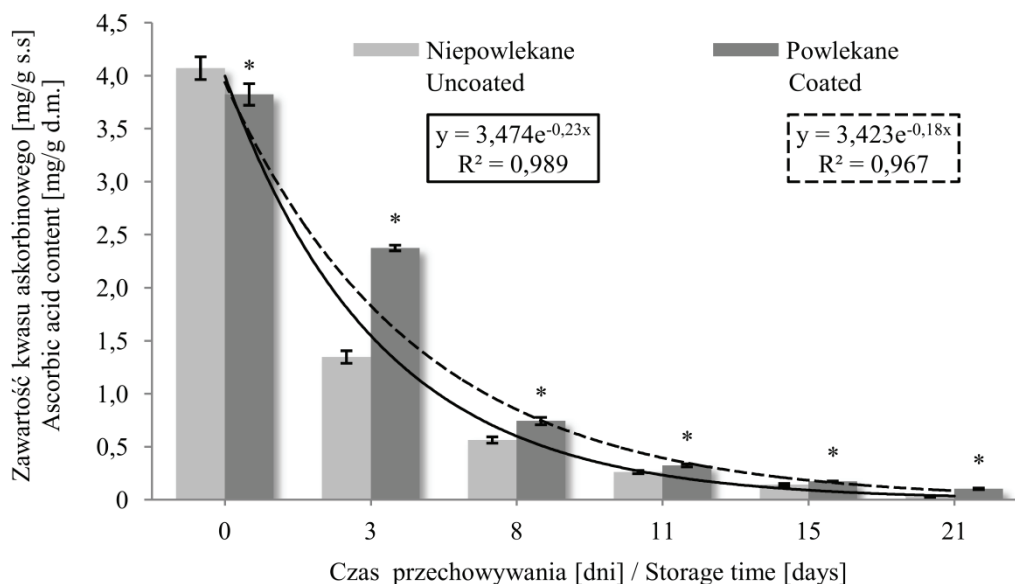 Zawartość kwasu askorbinowego [mg/g s.s]
Ascorbic acid content [mg/g d.m.]
4,5
4,0
3,5
3,0
2,5
2,0
1,5
1,0
0,5
0
Niepowlekane
Uncoated
y = 3,474e-0,23x
R² = 0,989
Powlekane
Coated
y = 3,423e-0,18x
R² = 0,967
*
*
*
*
*
*
0 3 8 11 15 21
Czas przechowywania [dni] / Storage time [days]